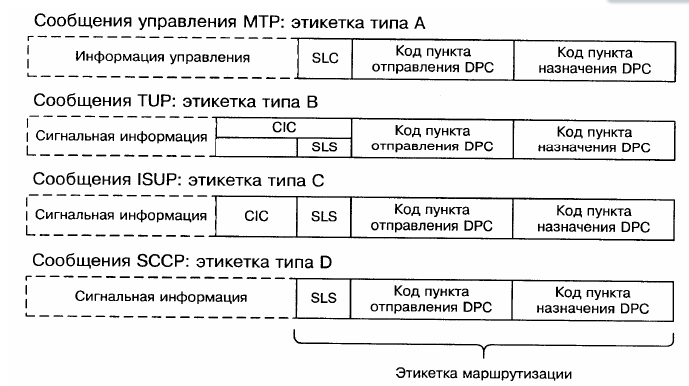 Сообщения управления МТР: этикетка типа А
Информация управления
SLC
Код пункта
отправления DPC
Код пункта
назначения DPC
Сообщения TUP: этикетка типа В
Сигнальная информация
CIC
SLS
Код пункта
отправления DPC
Код пункта
назначения DPC
Сообщения ISUP: этикетка типа С
Сигнальная информация
CIC
SLS
Код пункта
отправления DPC
Код пункта
назначения DPC
Сообщения SCCP: этикетка типа D
Сигнальная информация
SLS
Код пункта
отправления DPC
Код пункта
назначения DPC
Этикетка маршрутизации